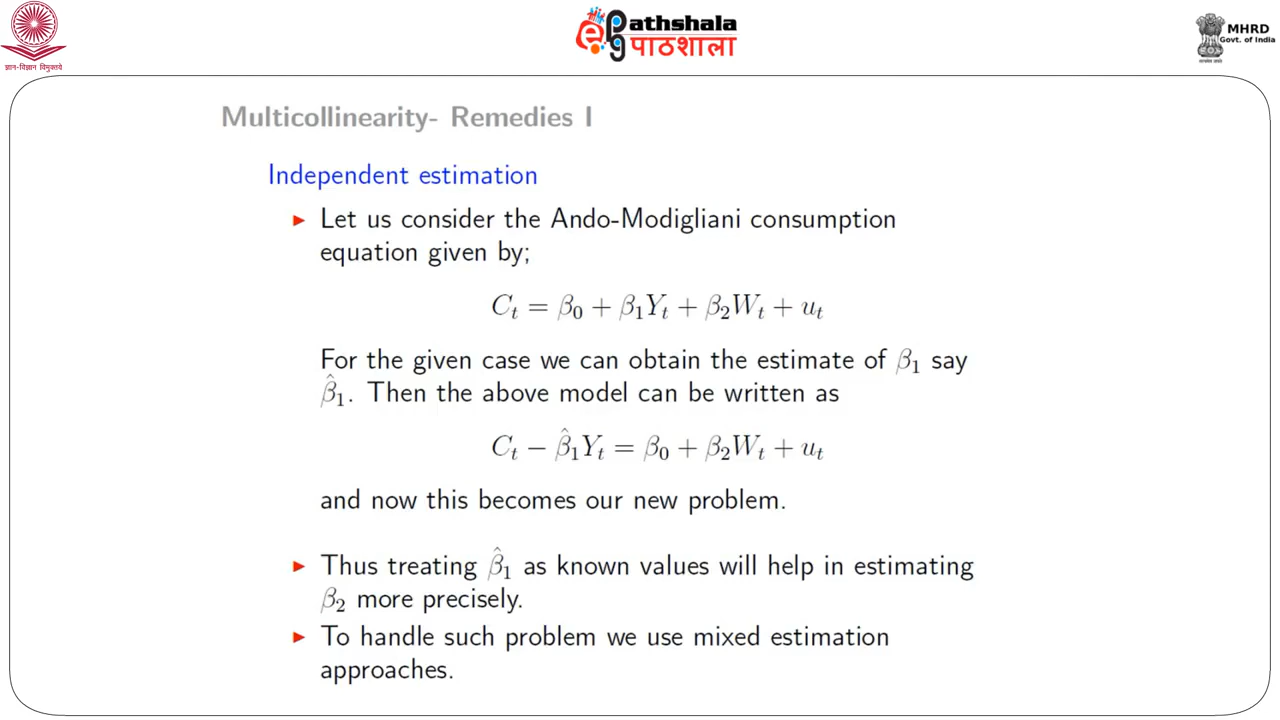 ज्ञान-विज्ञान विमुक्तये
e pg Pathshala
पाठशाला
MHRD
Govt. of India
Multicollinearity- Remedies I
Independent estimation
▶ Let us consider the Ando-Modigliani consumption
equation given by;
C_t = β_0 + β_1Y_t + β_2W_t + u_t
For the given case we can obtain the estimate of β_1 say
β̂_1. Then the above model can be written as
C_t − β̂_1Y_t = β_0 + β_2W_t + u_t
and now this becomes our new problem.
▶ Thus treating β̂_1 as known values will help in estimating
β_2 more precisely.
▶ To handle such problem we use mixed estimation
approaches.